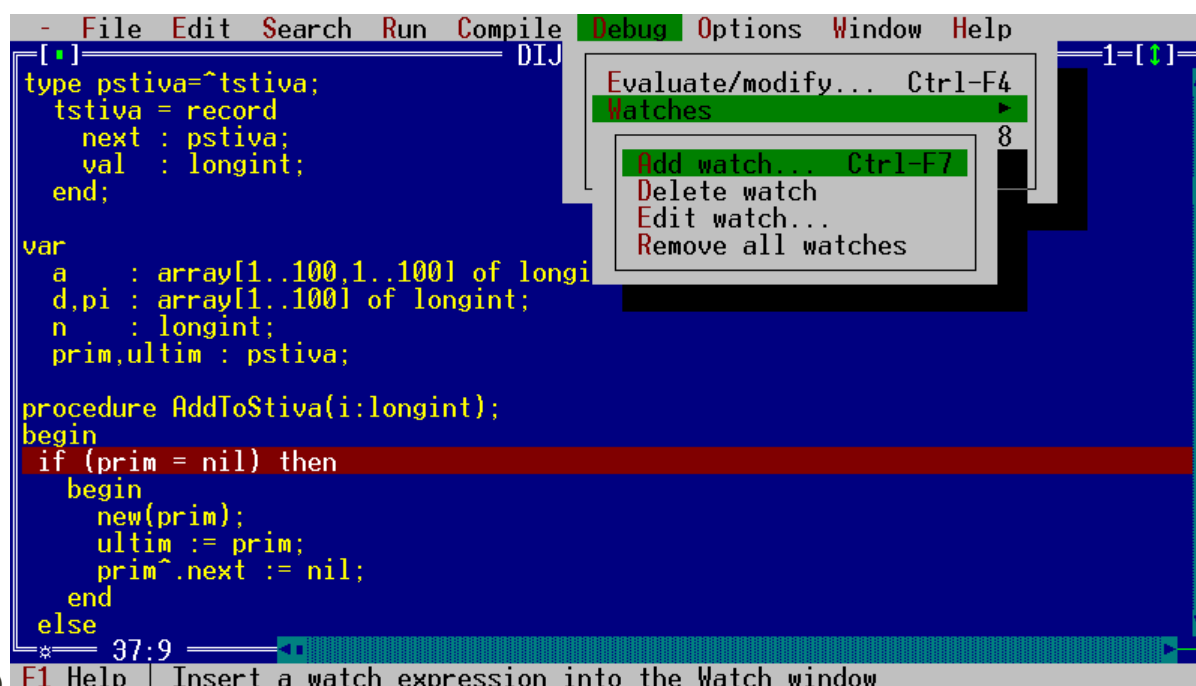 - File Edit Search Run Compile Debug Options Window Help
DIJ
1
type pstiva=^tstiva;
tstiva = record
next : pstiva;
val : longint;
end;
var
a : array[1..100,1..100] of longi
d,pi : array[1..100] of longint;
n : longint;
prim,ultim : pstiva;
procedure AddToStiva(i:longint);
begin
if (prim = nil) then
begin
new(prim);
ultim := prim;
prim^.next := nil;
end
else
37:9
Evaluate/modify... Ctrl-F4
Watches
8
Add watch... Ctrl-F7
Delete watch
Edit watch...
Remove all watches
F1 Help | Insert a watch expression into the Watch window